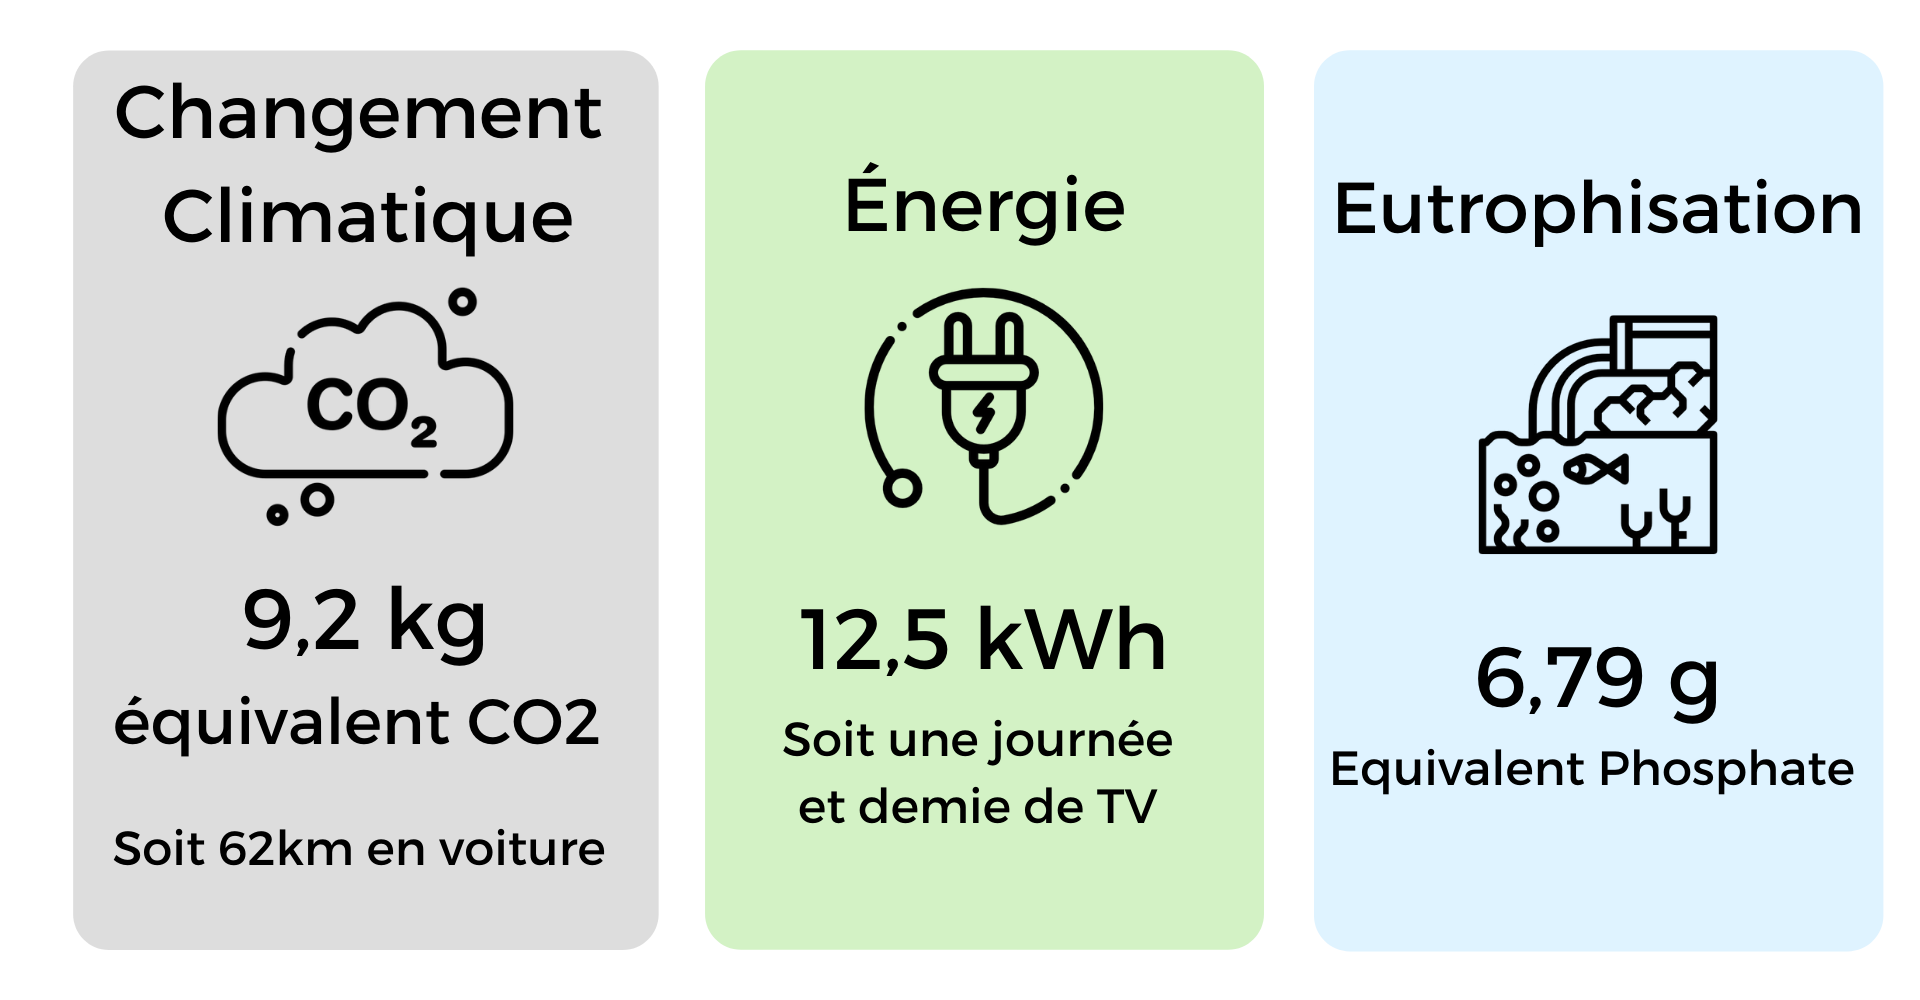 Changement
Climatique
CO₂
9,2 kg
équivalent CO2
Soit 62km en voiture
Énergie
12,5 kWh
Soit une journée
et demie de TV
Eutrophisation
6,79 g
Equivalent Phosphate